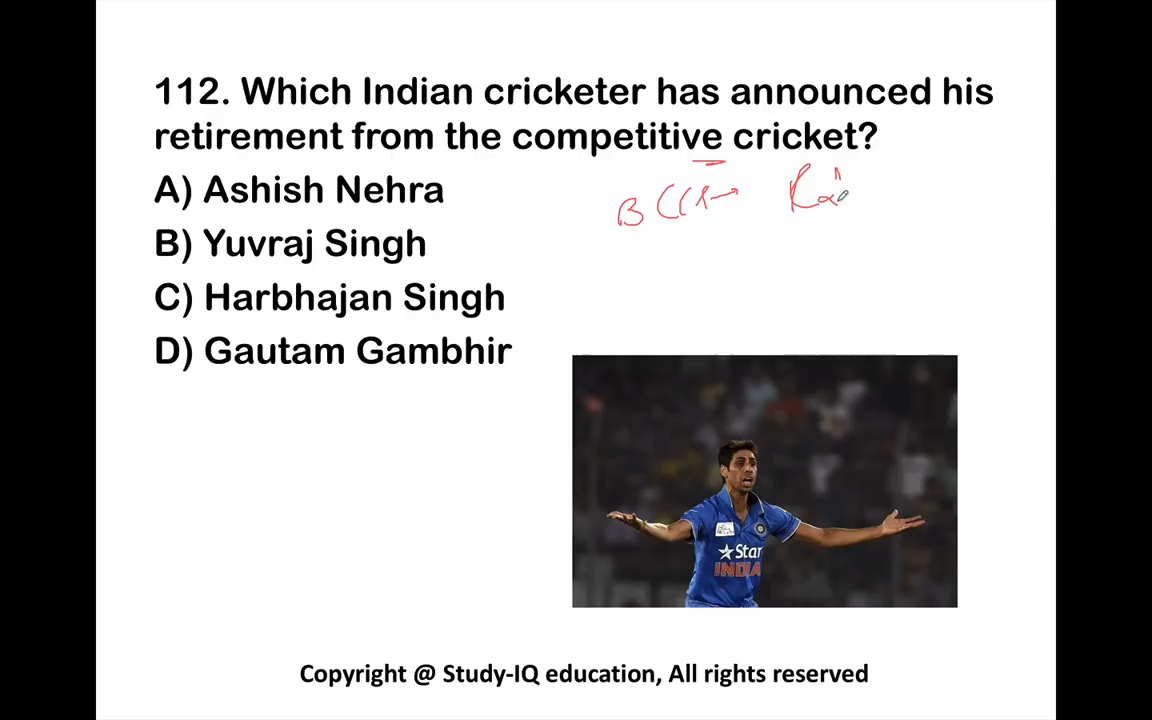 112. Which Indian cricketer has announced his
retirement from the competitive cricket?
BCCI
A) Ashish Nehra
B) Yuvraj Singh
C) Harbhajan Singh
D) Gautam Gambhir
Star
INDIA
Copyright @ Study-IQ education, All rights reserved